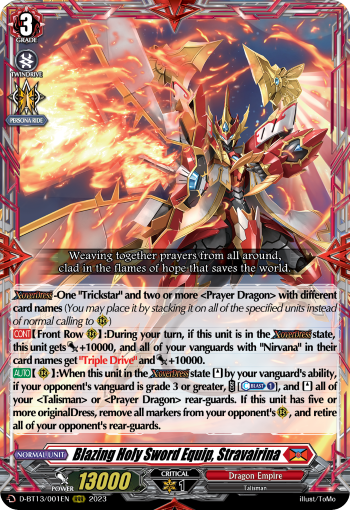 3
GRADE
TWINDRIVE
PERSONA RIDE
Weaving together prayers from all around,
clad in the flames of hope that saves the world.
XoverDress -One "Trickstar" and two or more <Prayer Dragon> with different
card names (You may place it by stacking it on all of the specified units instead
of normal calling to Ⓡ)
CONT [Front Row Ⓡ]:During your turn, if this unit is in the XoverDress state,
this unit gets +10000, and all of your vanguards with "Nirvana" in their
card names get "Triple Drive" and +10000.
AUTO [Ⓡ]:When this unit in the XoverDress state by your vanguard's ability,
if your opponent's vanguard is grade 3 or greater, [BLAST], and all of
your <Talisman> or <Prayer Dragon> rear-guards. If this unit has five or
more originalDress, remove all markers from your opponent's Ⓡ, and retire
all of your opponent's rear-guards.
NORMAL UNIT
Blazing Holy Sword Equip, Stravairina
POWER 13000
CRITICAL
1
Dragon Empire
Talisman
D-BT13/001EN RRR 2023
illust/ToMo